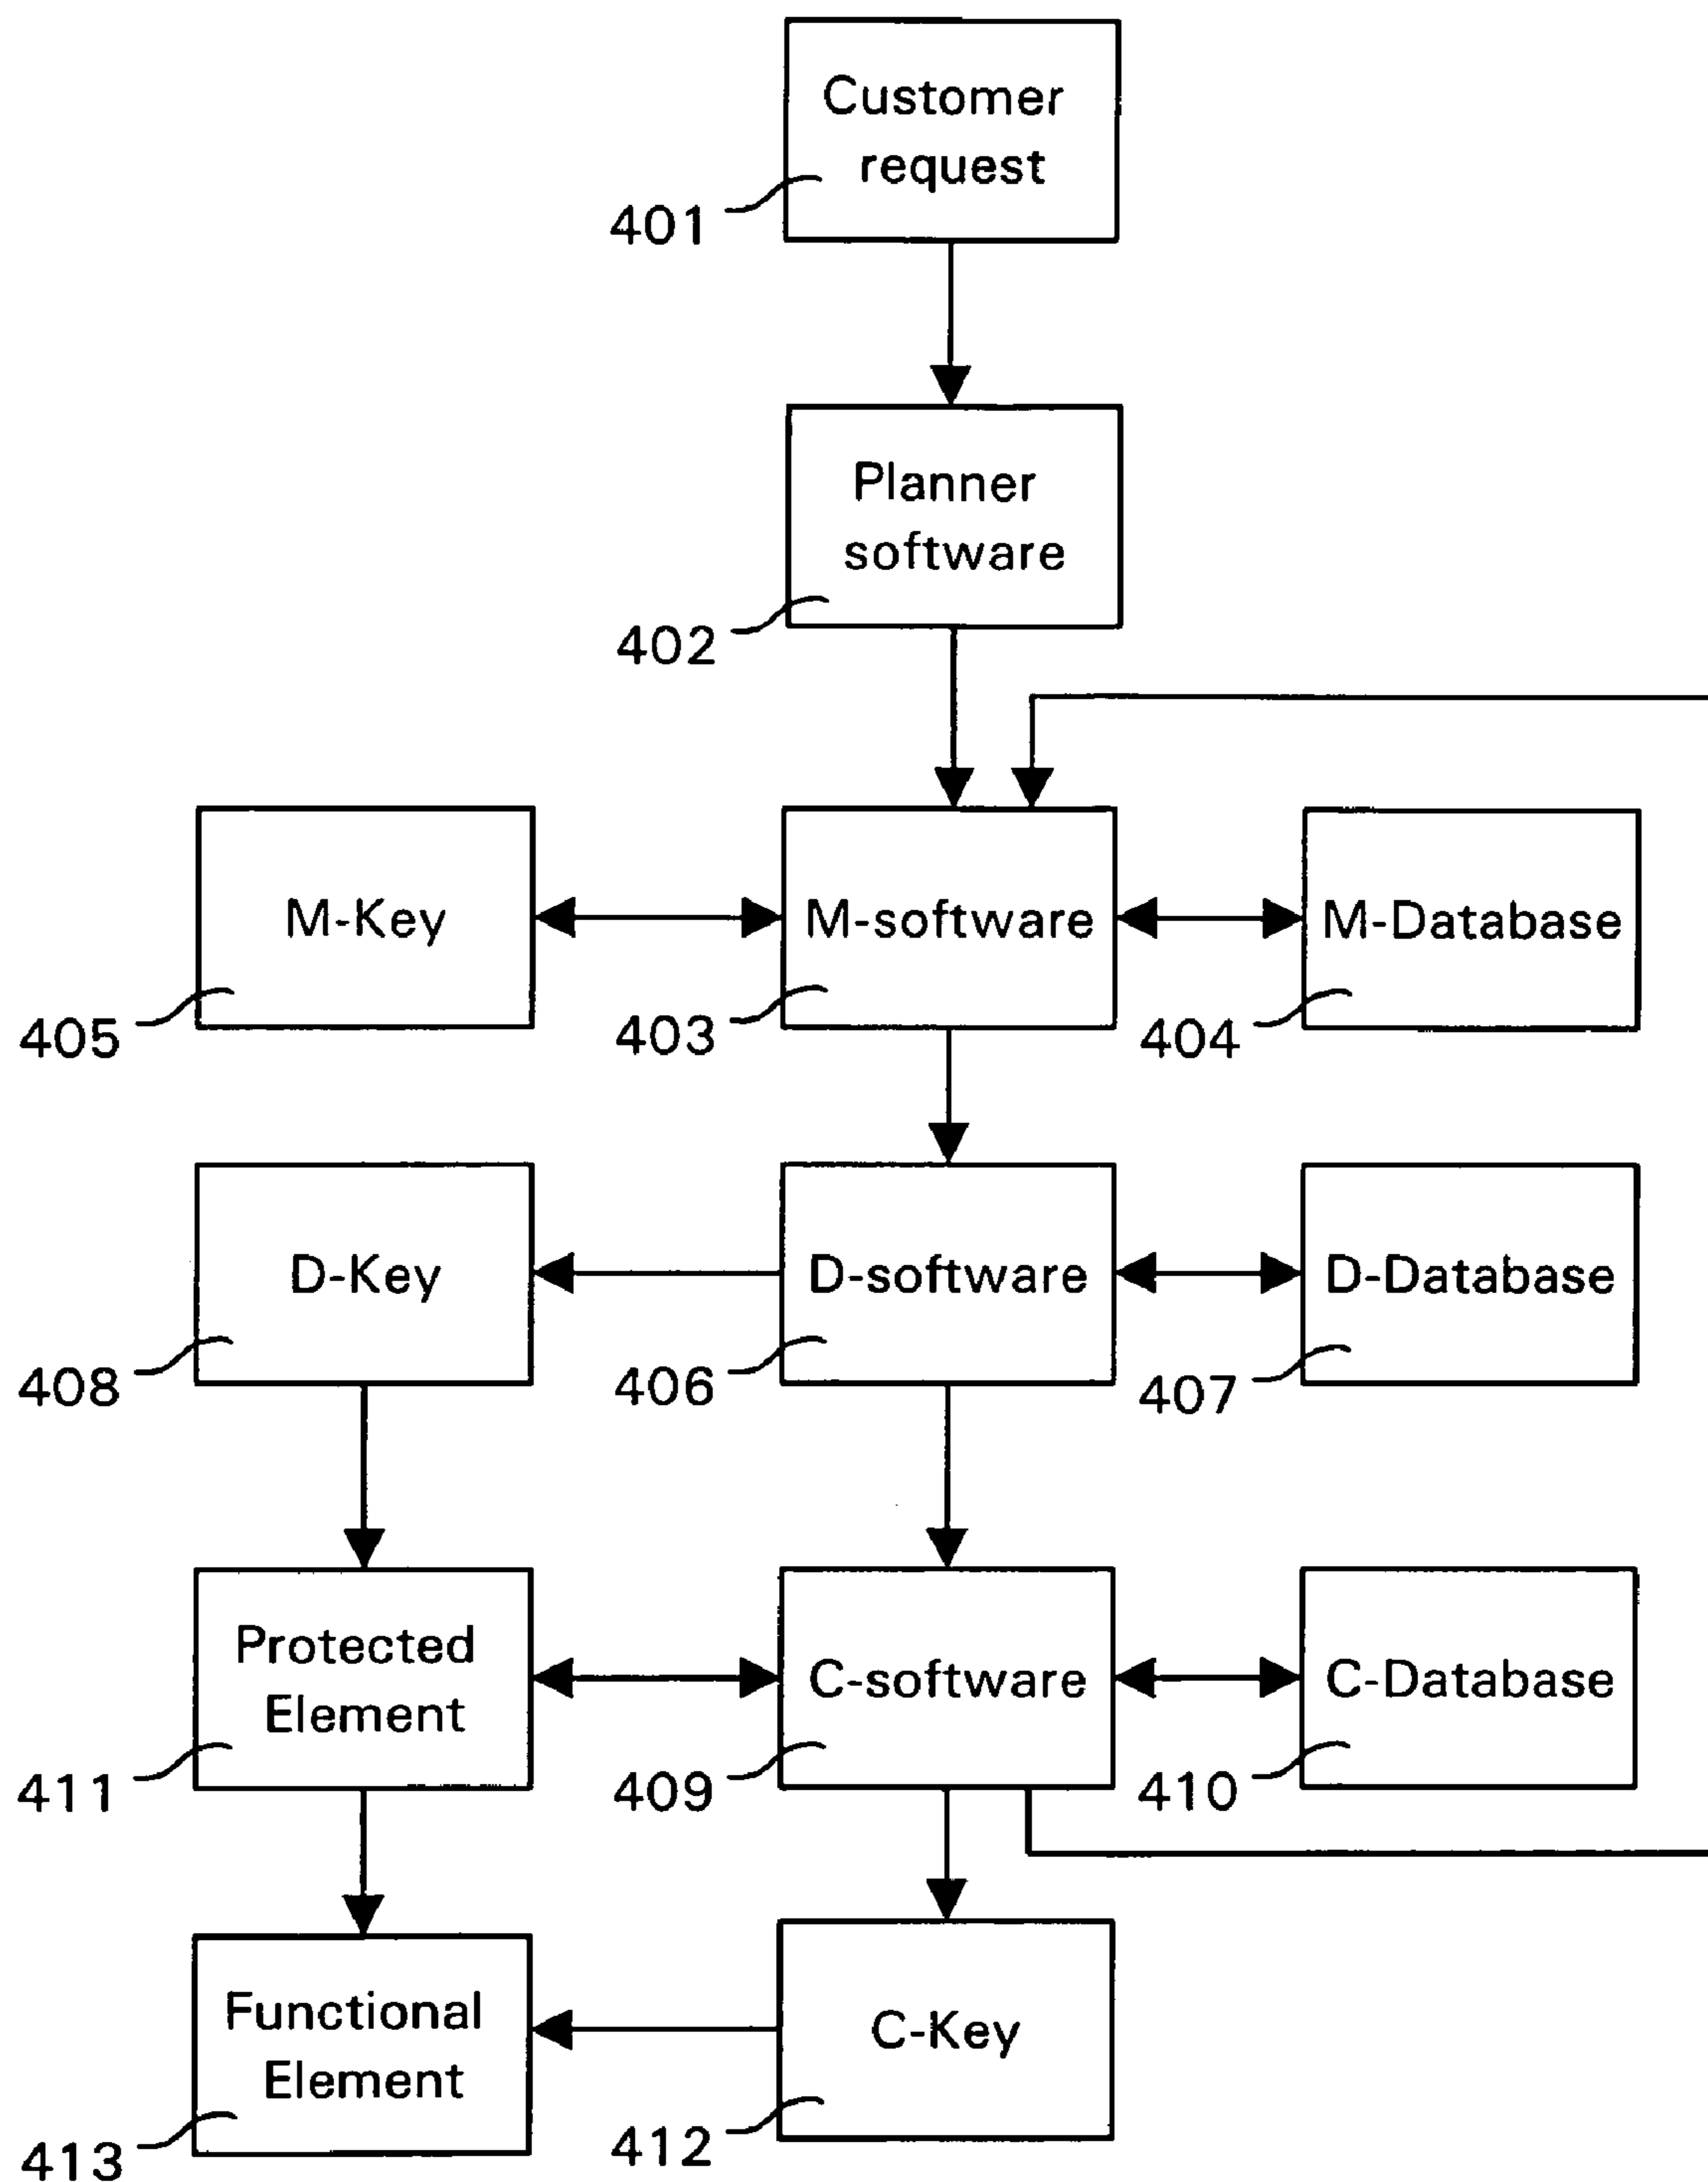 Customer
request
401
Planner
software
402
M-Key
M-software
M-Database
405
403
404
D-Key
D-software
D-Database
408
406
407
Protected
Element
C-software
C-Database
411
409
410
Functional
Element
C-Key
413
412